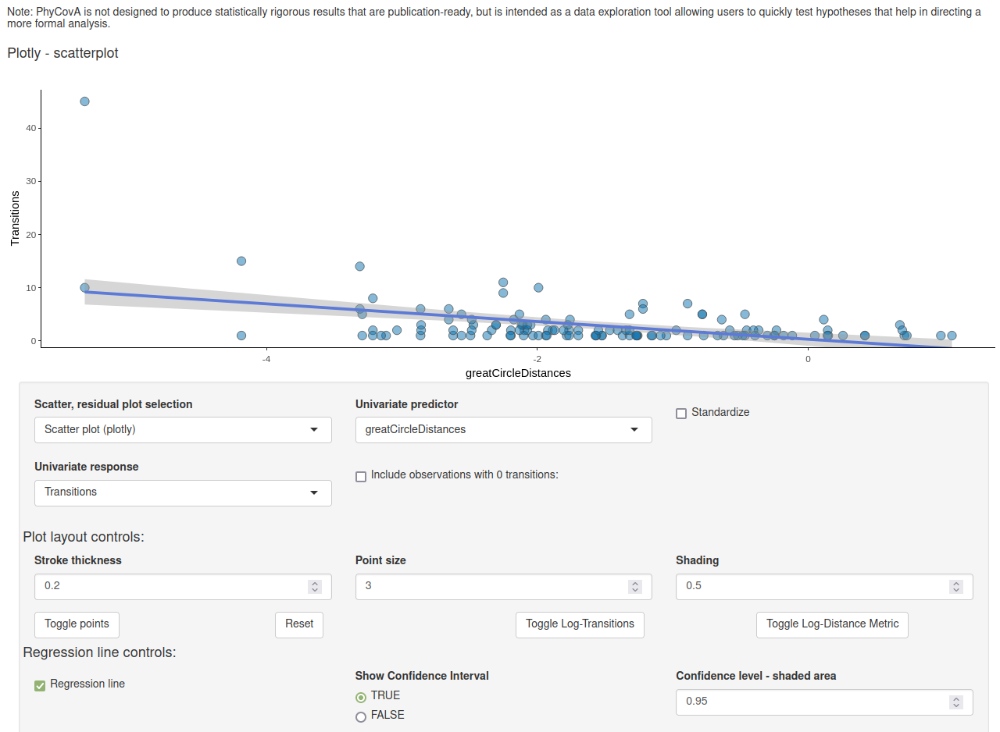 Note: PhyCovA is not designed to produce statistically rigorous results that are publication-ready, but is intended as a data exploration tool allowing users to quickly test hypotheses that help in directing a
more formal analysis.
Plotly - scatterplot
40
30
20
10
0
Transitions
-4
-2
0
greatCircleDistances
Scatter, residual plot selection
Univariate predictor
Scatter plot (plotly)
greatCircleDistances
Standardize
Univariate response
Transitions
Include observations with 0 transitions:
Plot layout controls:
Stroke thickness
Point size
Shading
0.2
3
0.5
Toggle points
Reset
Toggle Log-Transitions
Toggle Log-Distance Metric
Regression line controls:
Regression line
Show Confidence Interval
TRUE
FALSE
Confidence level - shaded area
0.95